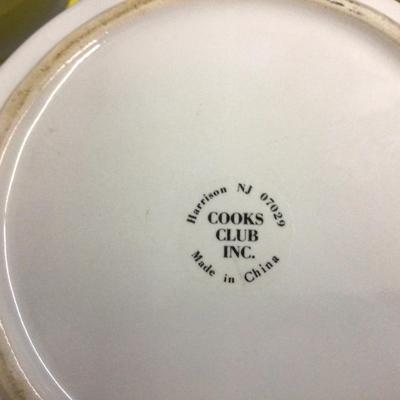 Harrison NJ 07029
COOKS
CLUB
INC.
Made in China